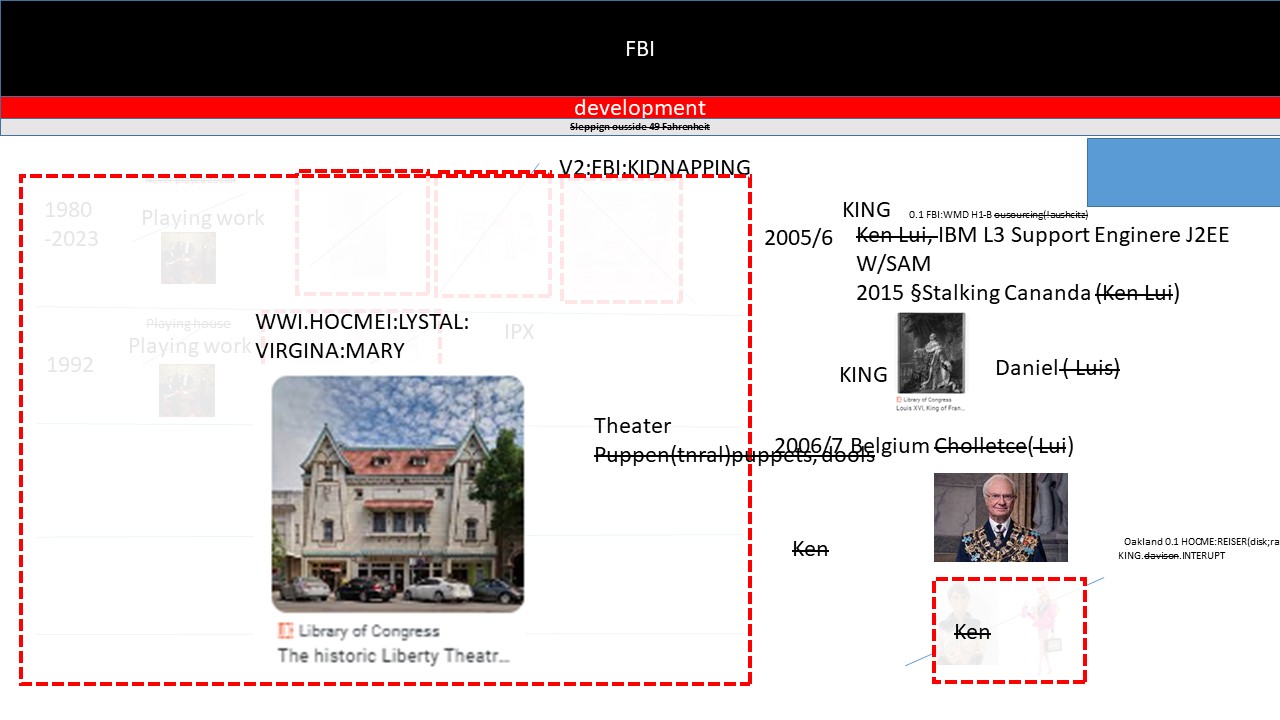 FBI
development
Sleppign ousside 49 Fahrenheit
V2:FBI:KIDNAPPING
1980
-2023
Playing work
KING
0.1 FBI:WMD H1-B ousourcing(!aushcitz)
2005/6
Ken Lui, IBM L3 Support Enginere J2EE
W/SAM
2015 §Stalking Cananda (Ken Lui)
Playing house
Playing work
1992
WWI.HOCMEI:LYSTAL:
VIRGINA:MARY
IPX
KING
Library of Congress
Louis XVI, King of Fran...
Daniel ( Luis)
Theater
Puppen(tnral)puppets, dools
2006/7 Belgium Cholletce( Lui)
Ken
Oakland 0.1 HOCME:REISER(disk;ra
KING.davison.INTERUPT
Ken
Library of Congress
The historic Liberty Theatr...